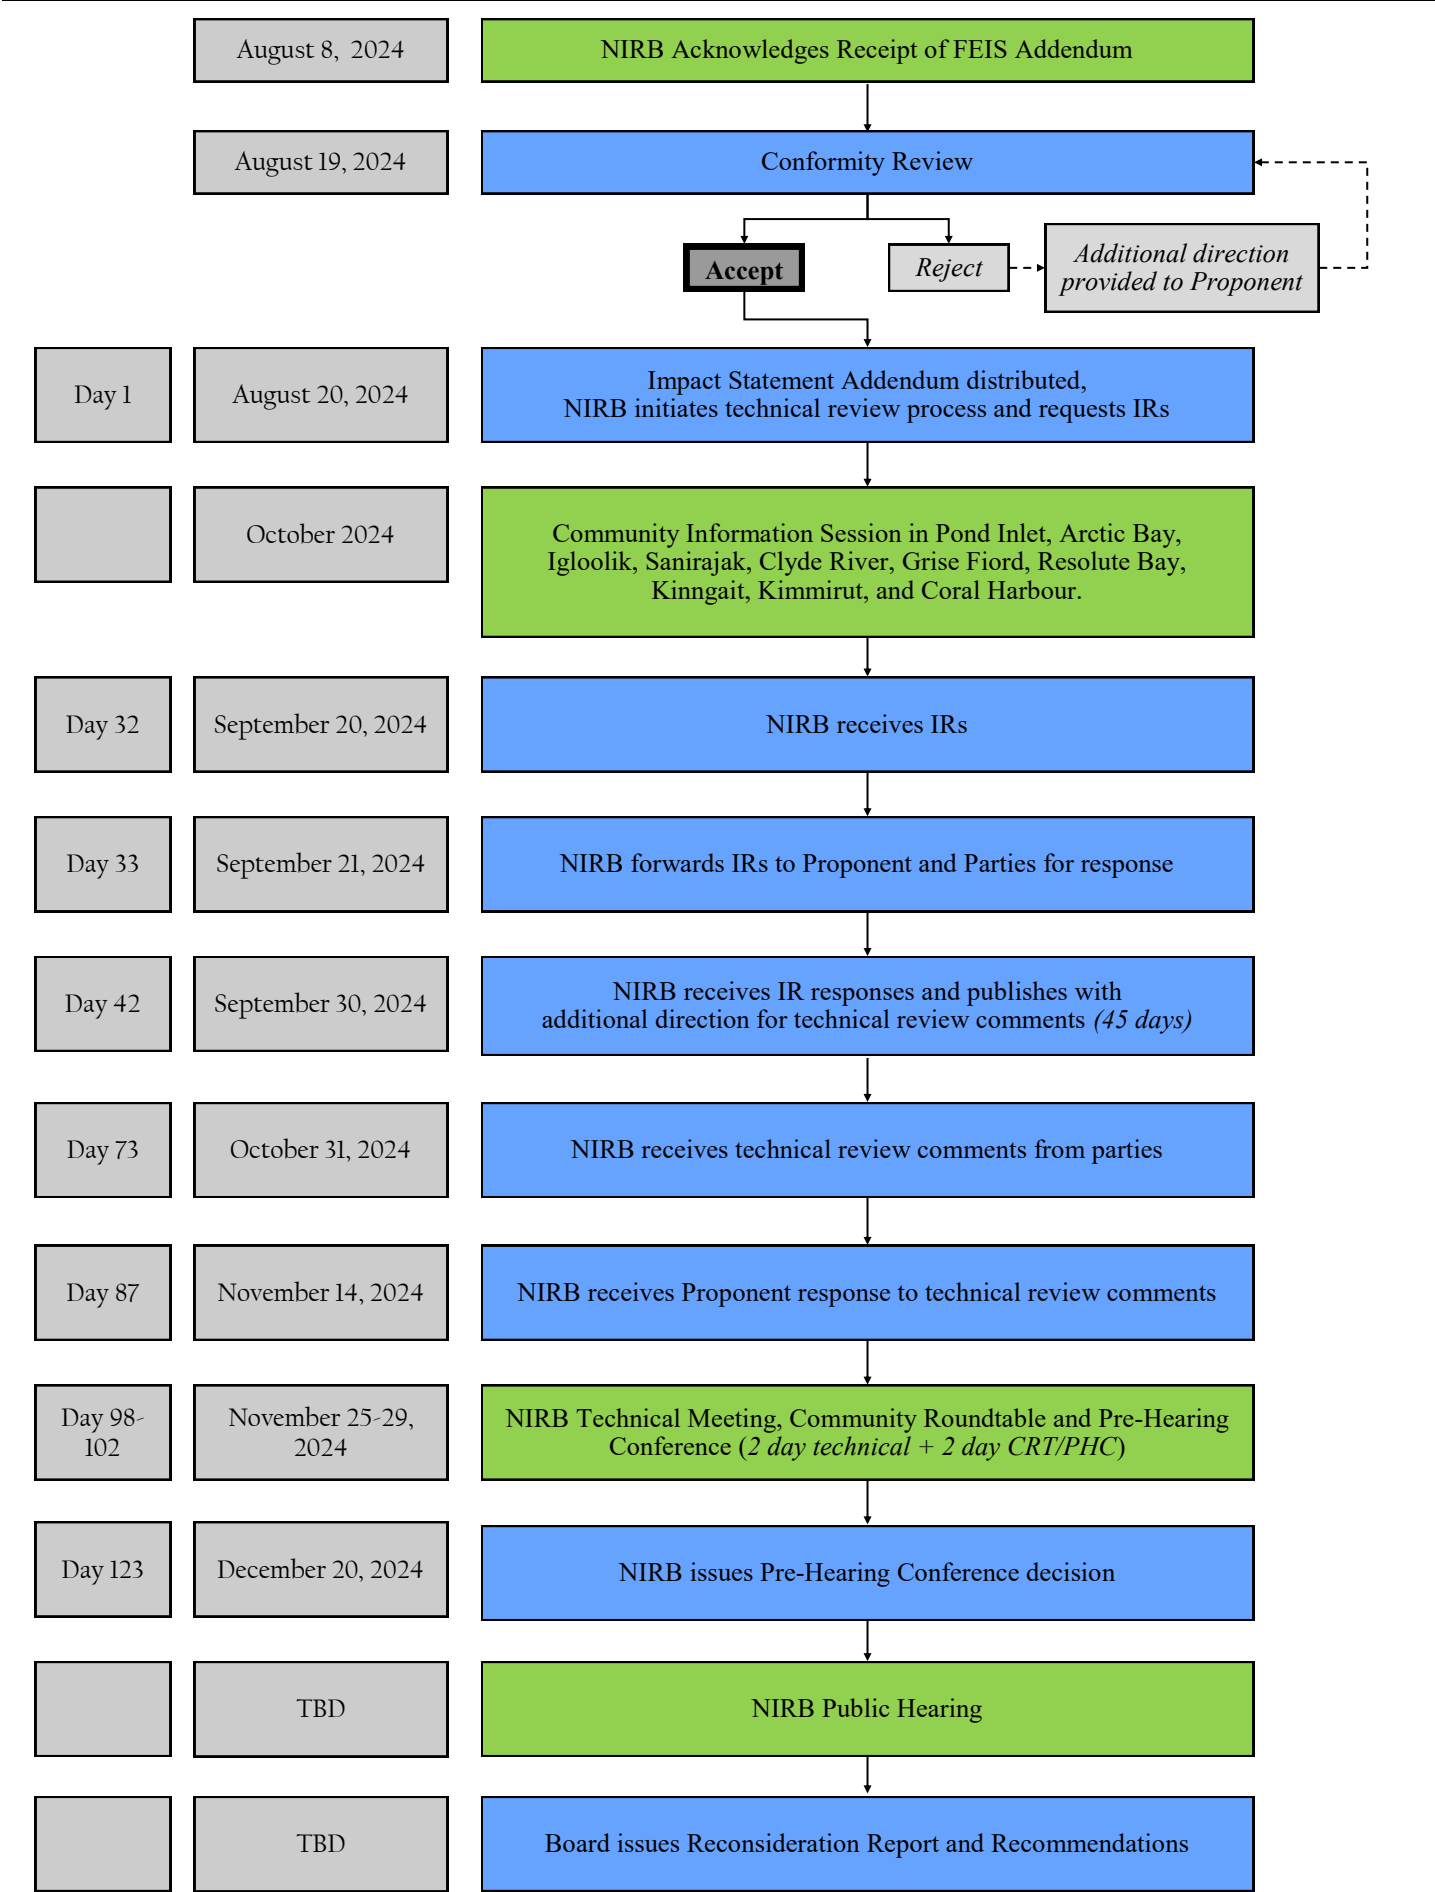 August 8,  2024
NIRB Acknowledges Receipt of FEIS Addendum
August 19, 2024
Conformity Review
Accept
Reject
Additional direction
provided to Proponent
Day 1
August 20, 2024
Impact Statement Addendum distributed,
NIRB initiates technical review process and requests IRs
October 2024
Community Information Session in Pond Inlet, Arctic Bay,
Igloolik, Sanirajak, Clyde River, Grise Fiord, Resolute Bay,
Kinngait, Kimmirut, and Coral Harbour.
Day 32
September 20, 2024
NIRB receives IRs
Day 33
September 21, 2024
NIRB forwards IRs to Proponent and Parties for response
Day 42
September 30, 2024
NIRB receives IR responses and publishes with
additional direction for technical review comments (45 days)
Day 73
October 31, 2024
NIRB receives technical review comments from parties
Day 87
November 14, 2024
NIRB receives Proponent response to technical review comments
Day 98-
102
November 25-29,
2024
NIRB Technical Meeting, Community Roundtable and Pre-Hearing
Conference (2 day technical + 2 day CRT/PHC)
Day 123
December 20, 2024
NIRB issues Pre-Hearing Conference decision
TBD
NIRB Public Hearing
TBD
Board issues Reconsideration Report and Recommendations